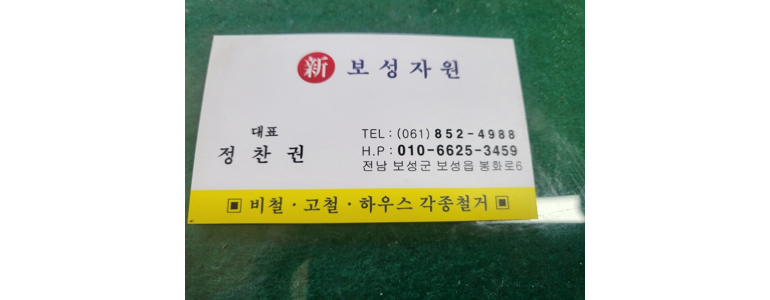 新 보성자원
대표
정찬권
TEL : (061) 852-4988
H.P : 010-6625-3459
전남 보성군 보성읍 봉화로6
▣ 비철 · 고철 · 하우스 각종철거 ▣